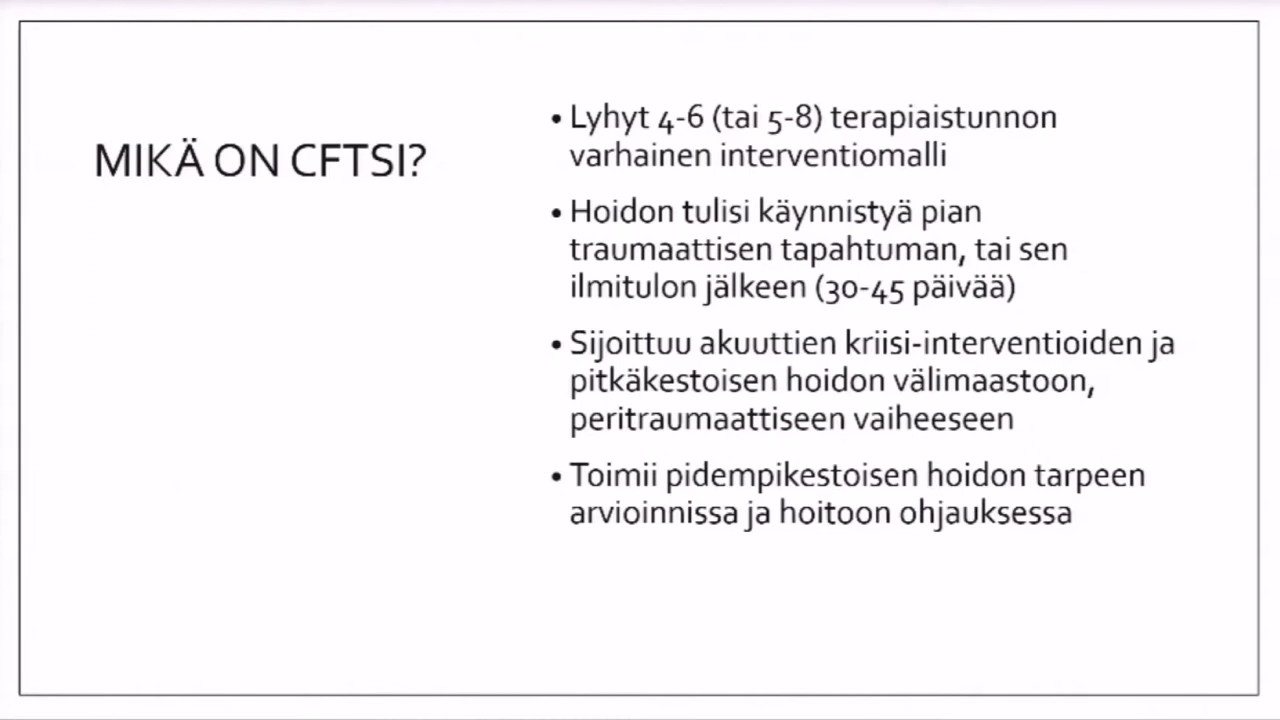 MIKÄ ON CFTSI?
• Lyhyt 4-6 (tai 5-8) terapiaistunnon
varhainen interventiomalli
• Hoidon tulisi käynnistyä pian
traumaattisen tapahtuman, tai sen
ilmitulon jälkeen (30-45 päivää)
• Sijoittuu akuuttien kriisi-interventioiden ja
pitkäkestoisen hoidon välimaastoon,
peritraumaattiseen vaiheeseen
• Toimii pidempikestoisen hoidon tarpeen
arvioinnissa ja hoitoon ohjauksessa